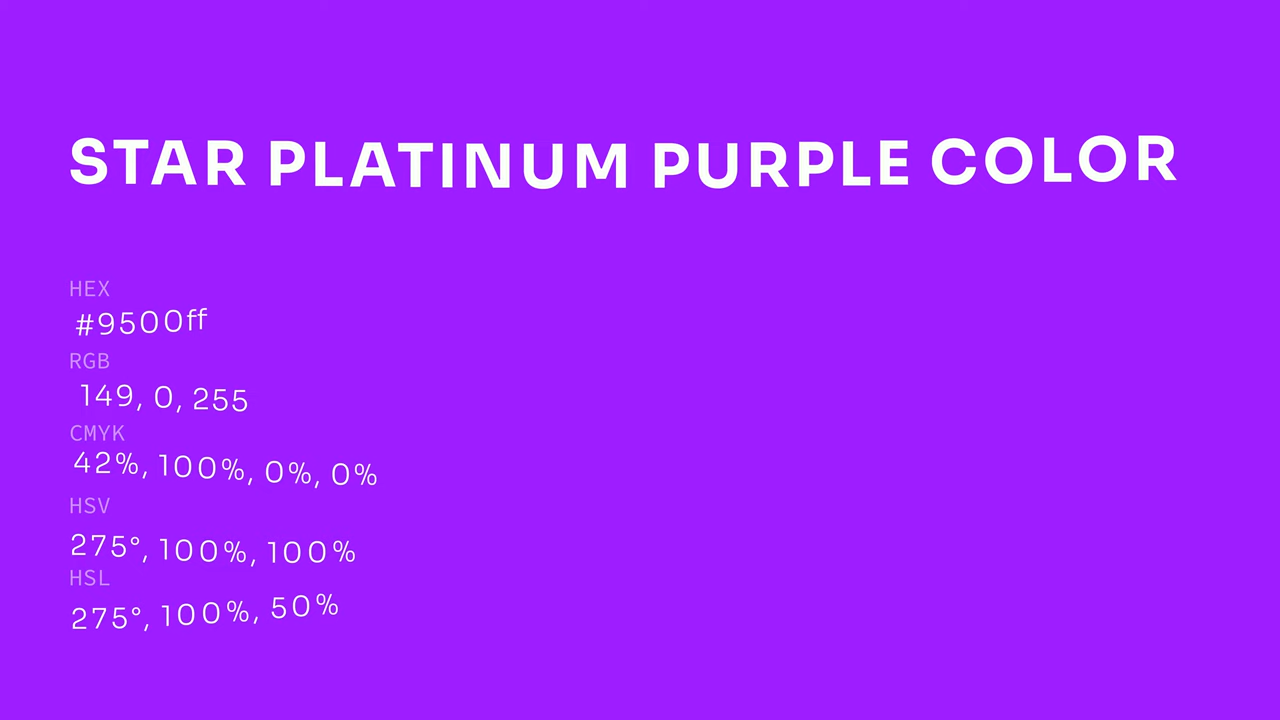 STAR PLATINUM PURPLE COLOR
HEX
#9500ff
RGB
149, 0, 255
CMYK
42%, 100%, 0%, 0%
HSV
275°, 100%, 100%
HSL
275°, 100%, 50%